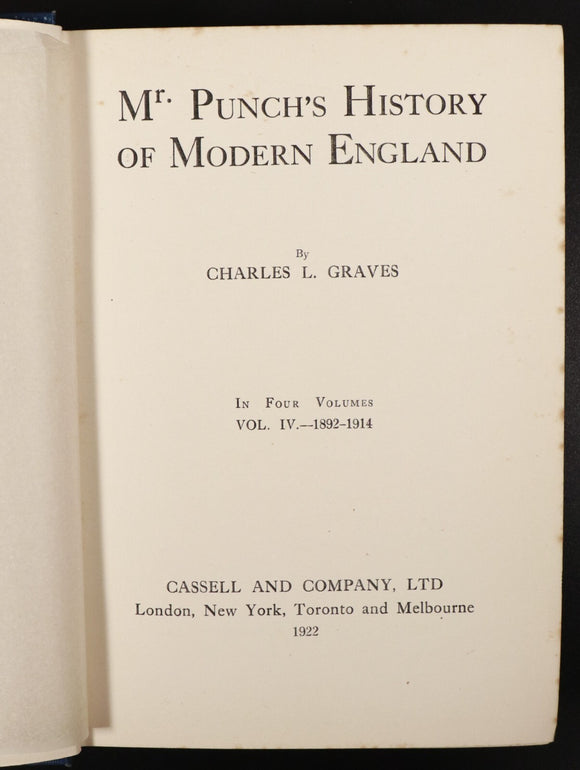 Mr. PUNCH'S HISTORY
OF MODERN ENGLAND
By
CHARLES L. GRAVES
IN FOUR VOLUMES
VOL. IV.—1892-1914
CASSELL AND COMPANY, LTD
London, New York, Toronto and Melbourne
1922